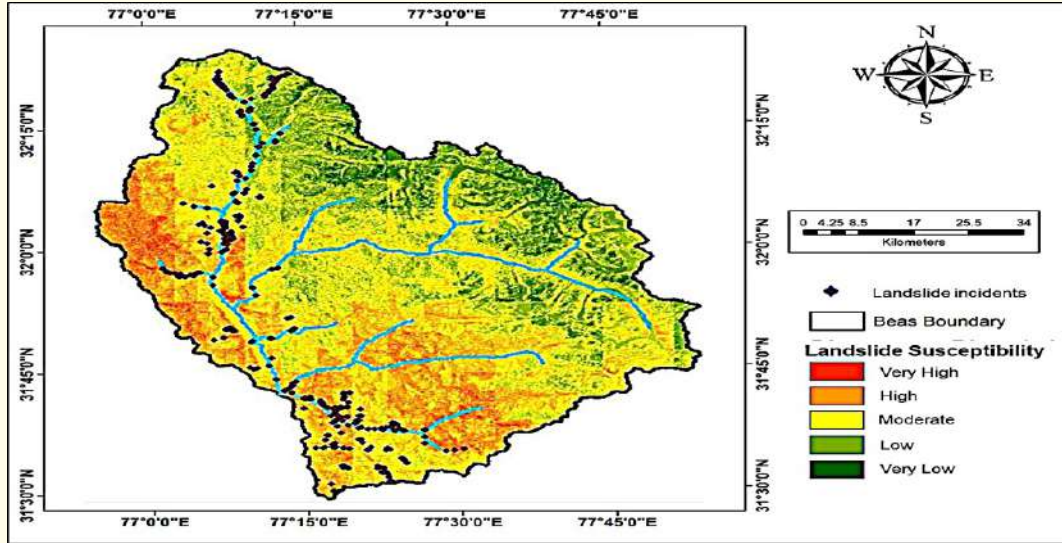 77°0'0"E 77°15'0"E 77°30'0"E 77°45'0"E
N
W E
S
32°15'0"N 32°15'0"N
32°0'0"N 32°0'0"N
31°45'0"N 31°45'0"N
31°30'0"N 31°30'0"N
0 4.25 8.5 17 25.5 34
Kilometers
Landslide incidents
Beas Boundary
Landslide Susceptibility
Very High
High
Moderate
Low
Very Low
77°0'0"E 77°15'0"E 77°30'0"E 77°45'0"E